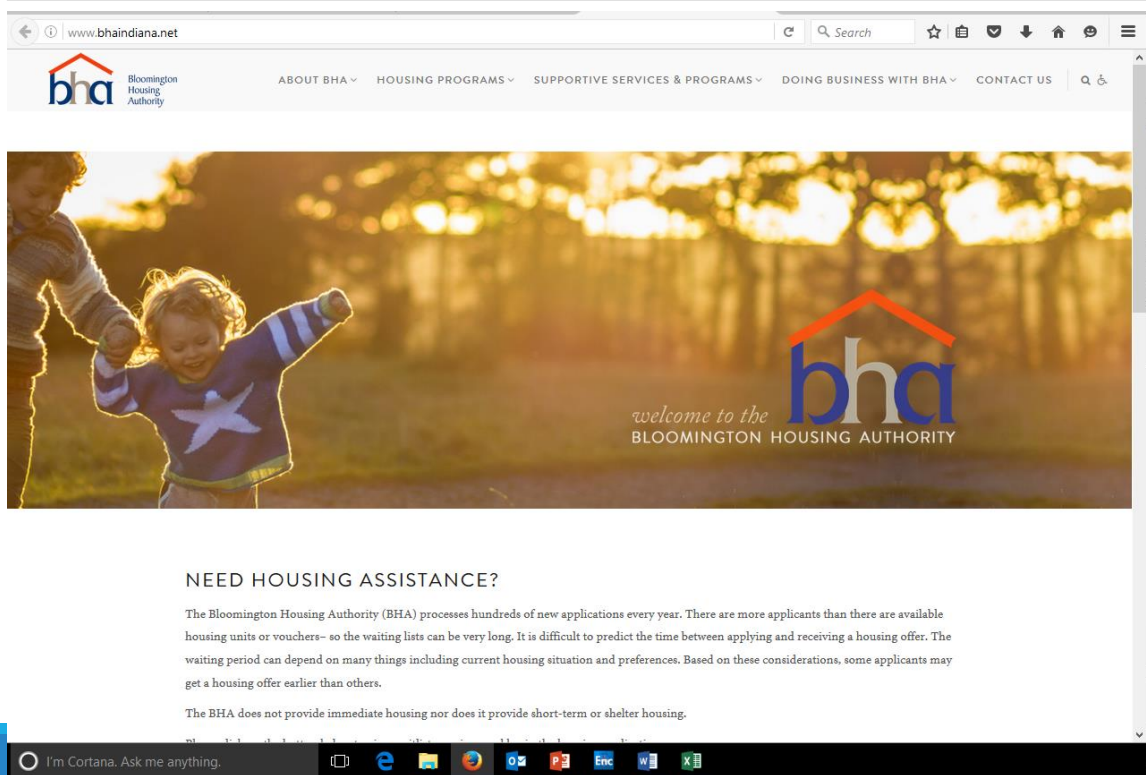 www.bhaindiana.net
Search
bha
Bloomington
Housing
Authority
ABOUT BHA HOUSING PROGRAMS SUPPORTIVE SERVICES & PROGRAMS DOING BUSINESS WITH BHA CONTACT US
bha
welcome to the
BLOOMINGTON HOUSING AUTHORITY
NEED HOUSING ASSISTANCE?
The Bloomington Housing Authority (BHA) processes hundreds of new applications every year. There are more applicants than there are available
housing units or vouchers– so the waiting lists can be very long. It is difficult to predict the time between applying and receiving a housing offer. The
waiting period can depend on many things including current housing situation and preferences. Based on these considerations, some applicants may
get a housing offer earlier than others.
The BHA does not provide immediate housing nor does it provide short-term or shelter housing.
I'm Cortana. Ask me anything.
e
O
P
Enc
W
X